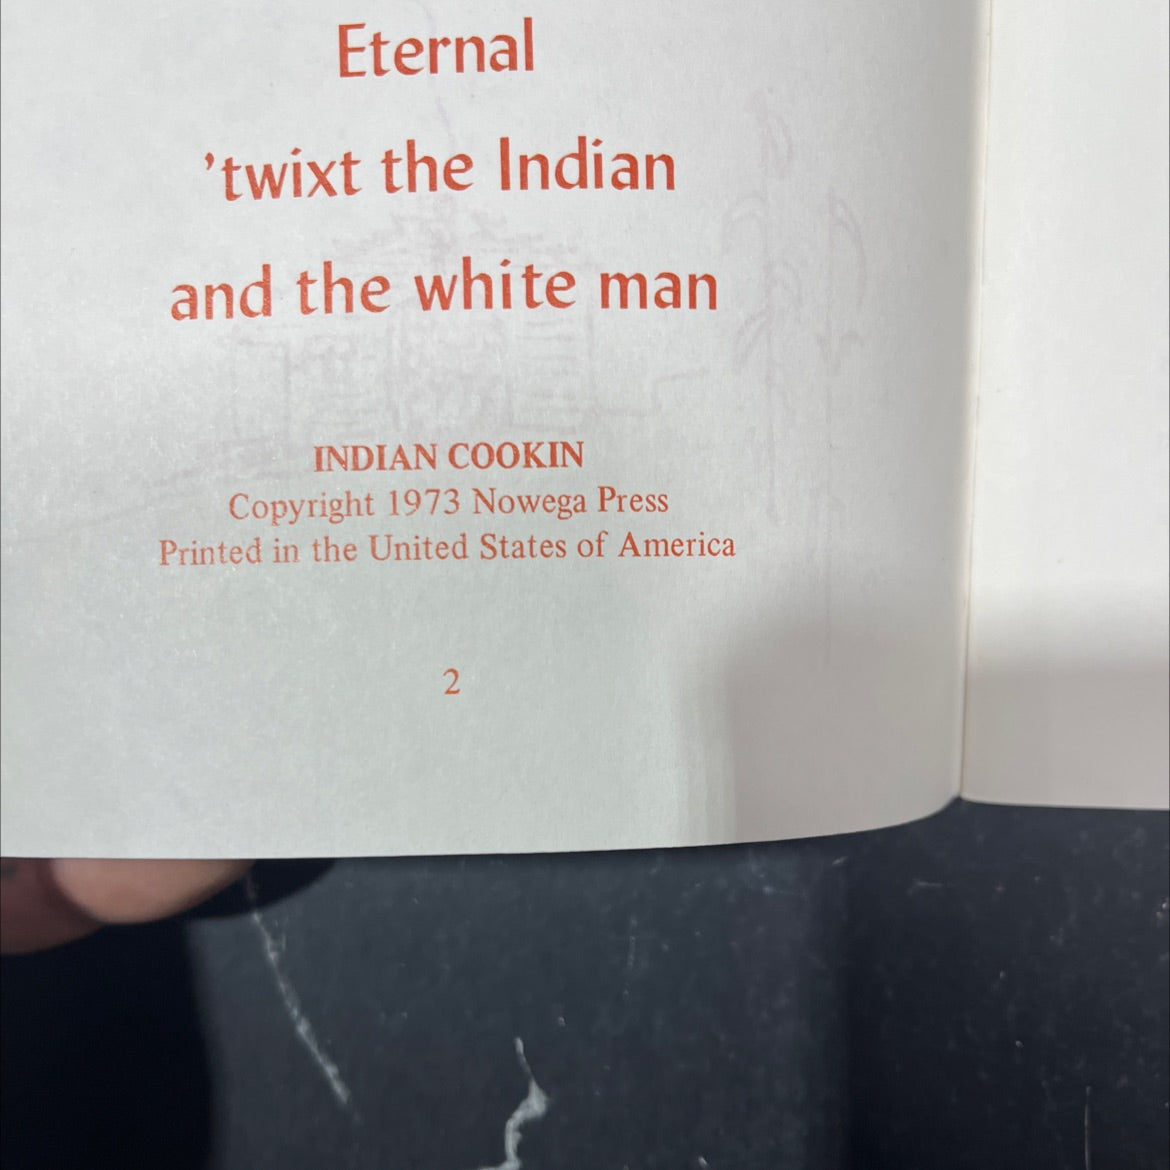 Eternal
’twixt the Indian
and the white man
INDIAN COOKIN
Copyright 1973 Nowega Press
Printed in the United States of America
2